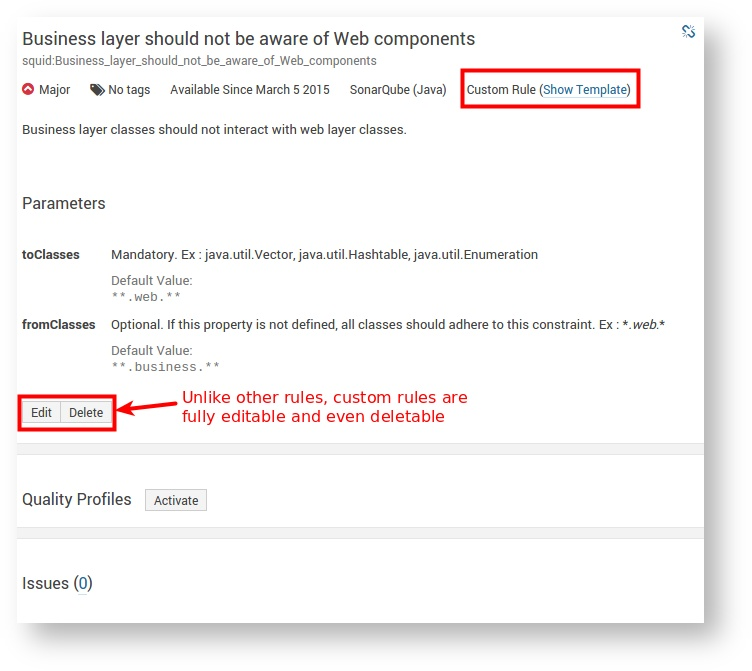 Business layer should not be aware of Web components
squid:Business_layer_should_not_be_aware_of_Web_components
Major No tags Available Since March 5 2015 SonarQube (Java) Custom Rule (Show Template)
Business layer classes should not interact with web layer classes.
Parameters
toClasses Mandatory. Ex : java.util.Vector, java.util.Hashtable, java.util.Enumeration
Default Value:
**.web.**
fromClasses Optional. If this property is not defined, all classes should adhere to this constraint. Ex : *.web.*
Default Value:
**.business.**
Edit Delete Unlike other rules, custom rules are
fully editable and even deletable
Quality Profiles Activate
Issues (0)